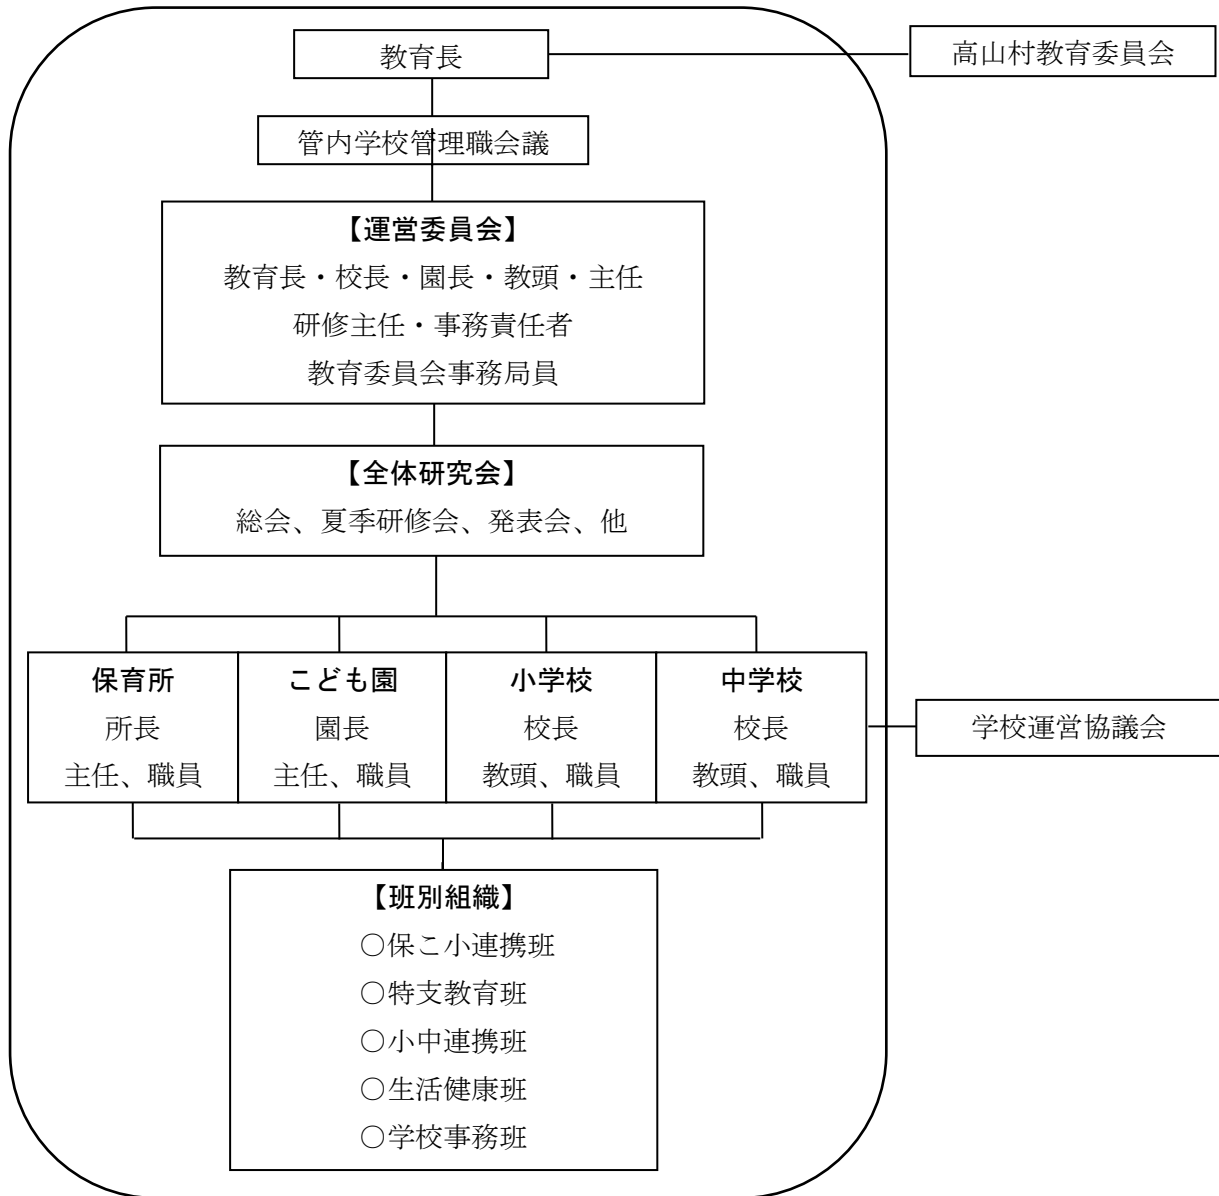 教育長
高山村教育委員会
管内学校管理職会議
【運営委員会】
教育長・校長・園長・教頭・主任
研修主任・事務責任者
教育委員会事務局員
【全体研究会】
総会、夏季研修会、発表会、他
保育所
所長
主任、職員
こども園
園長
主任、職員
小学校
校長
教頭、職員
中学校
校長
教頭、職員
学校運営協議会
【班別組織】
○保こ小連携班
○特支教育班
○小中連携班
○生活健康班
○学校事務班